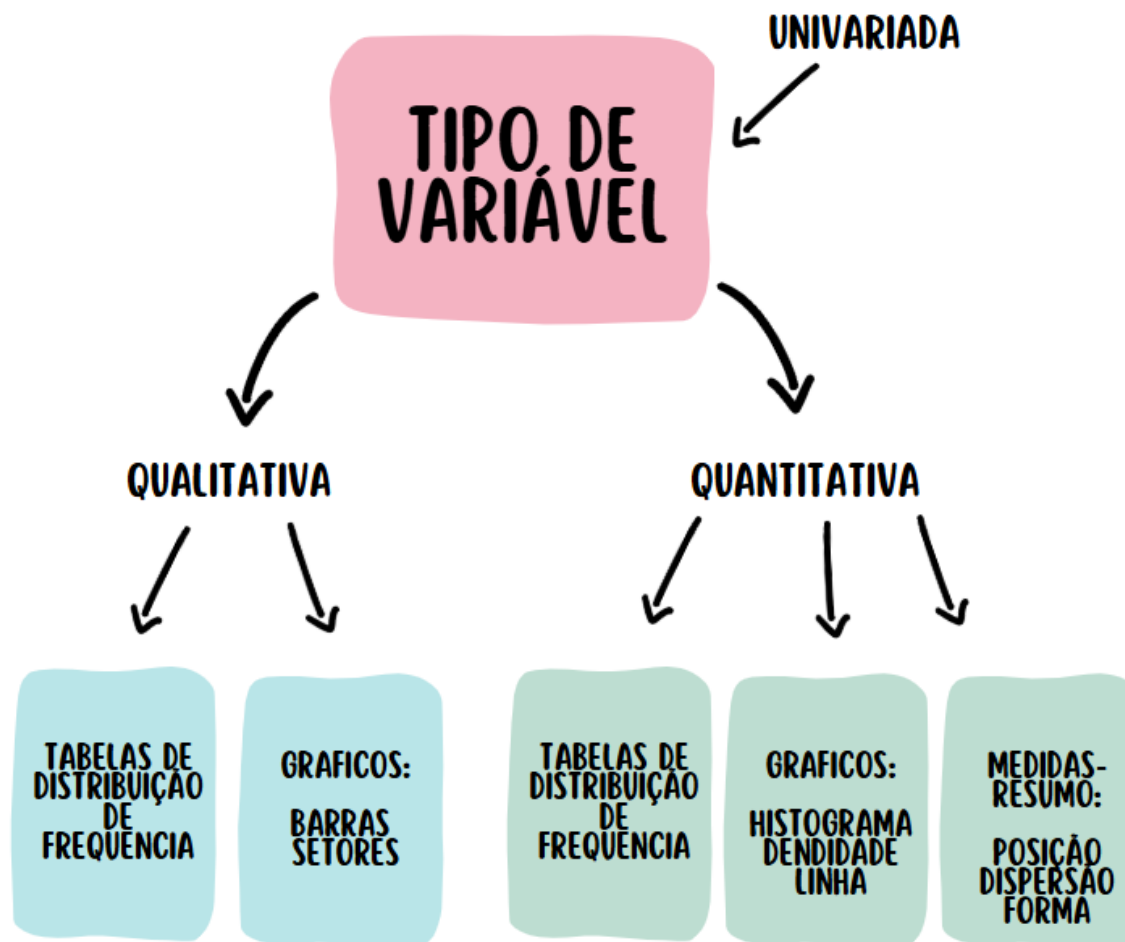 UNIVARIADA
TIPO DE
VARIÁVEL
QUALITATIVA
QUANTITATIVA
TABELAS DE
DISTRIBUIÇÃO
DE
FREQUENCIA
GRAFICOS:
BARRAS
SETORES
TABELAS DE
DISTRIBUIÇÃO
DE
FREQUENCIA
GRAFICOS:
HISTOGRAMA
DENDIDADE
LINHA
MEDIDAS-
RESUMO:
POSIÇÃO
DISPERSÃO
FORMA